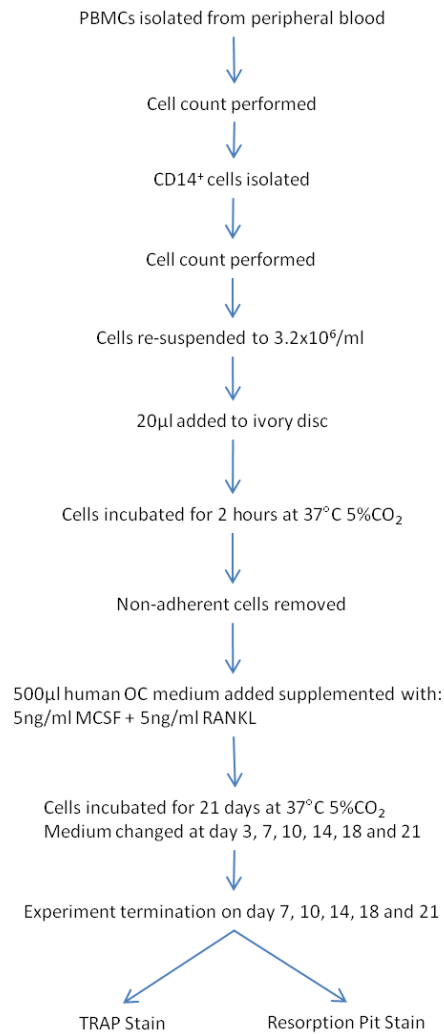 PBMCs isolated from peripheral blood
Cell count performed
CD14⁺ cells isolated
Cell count performed
Cells re-suspended to 3.2x10⁶/ml
20µl added to ivory disc
Cells incubated for 2 hours at 37°C 5%CO₂
Non-adherent cells removed
500µl human OC medium added supplemented with:
5ng/ml MCSF + 5ng/ml RANKL
Cells incubated for 21 days at 37°C 5%CO₂
Medium changed at day 3, 7, 10, 14, 18 and 21
Experiment termination on day 7, 10, 14, 18 and 21
TRAP Stain
Resorption Pit Stain